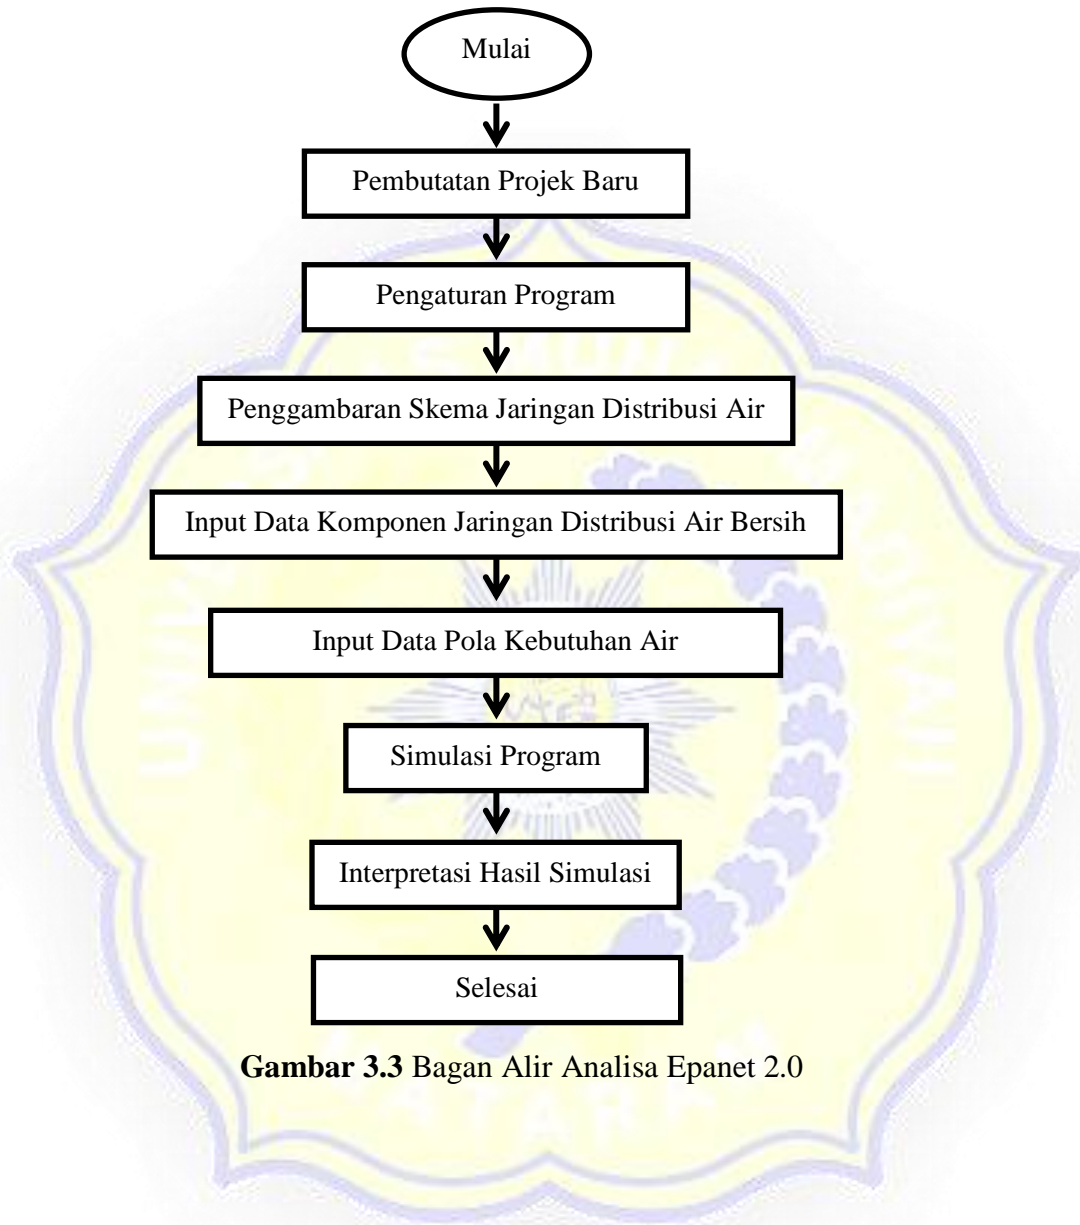 Mulai
Pembutatan Projek Baru
Pengaturan Program
Penggambaran Skema Jaringan Distribusi Air
Input Data Komponen Jaringan Distribusi Air Bersih
Input Data Pola Kebutuhan Air
Simulasi Program
Interpretasi Hasil Simulasi
Selesai
Gambar 3.3 Bagan Alir Analisa Epanet 2.0